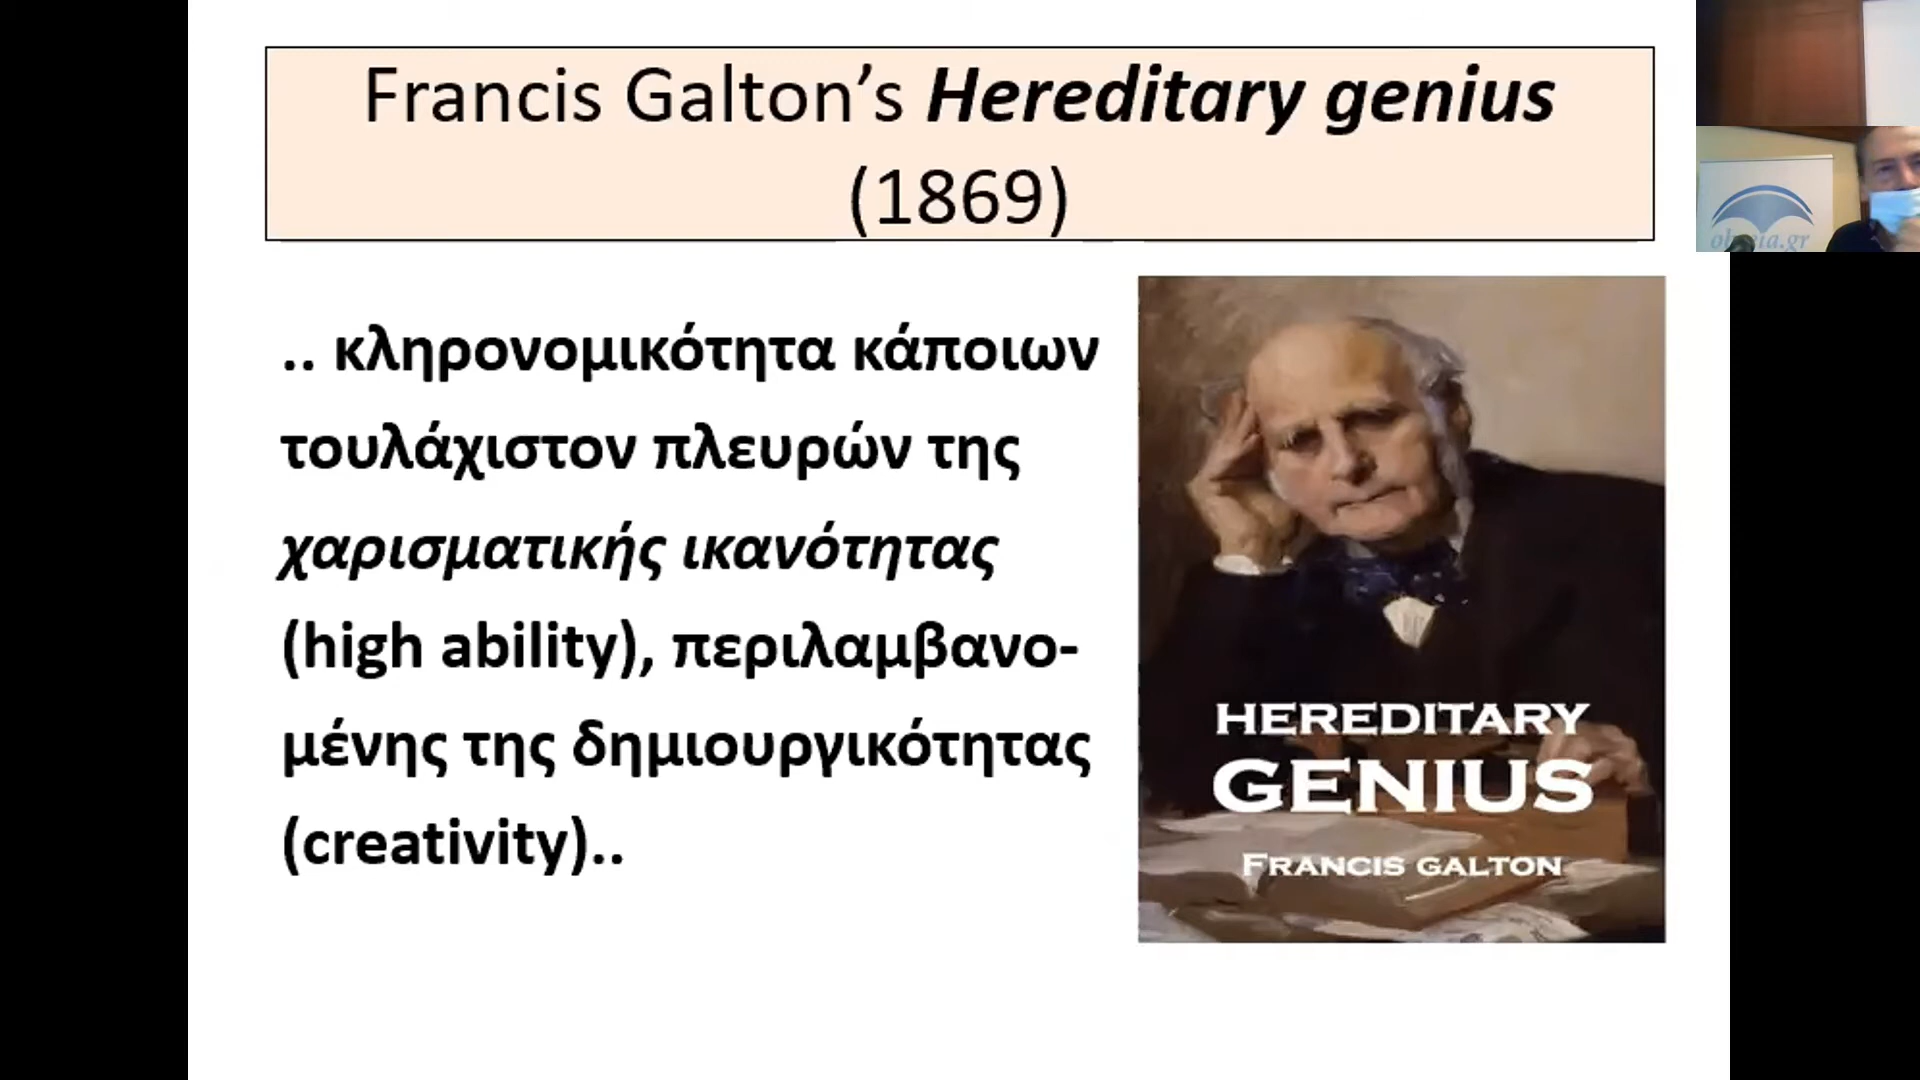 Francis Galton’s Hereditary genius
(1869)
.. κληρονομικότητα κάποιων
τουλάχιστον πλευρών της
χαρισματικής ικανότητας
(high ability), περιλαμβανο-
μένης της δημιουργικότητας
(creativity)..
HEREDITARY
GENIUS
FRANCIS GALTON